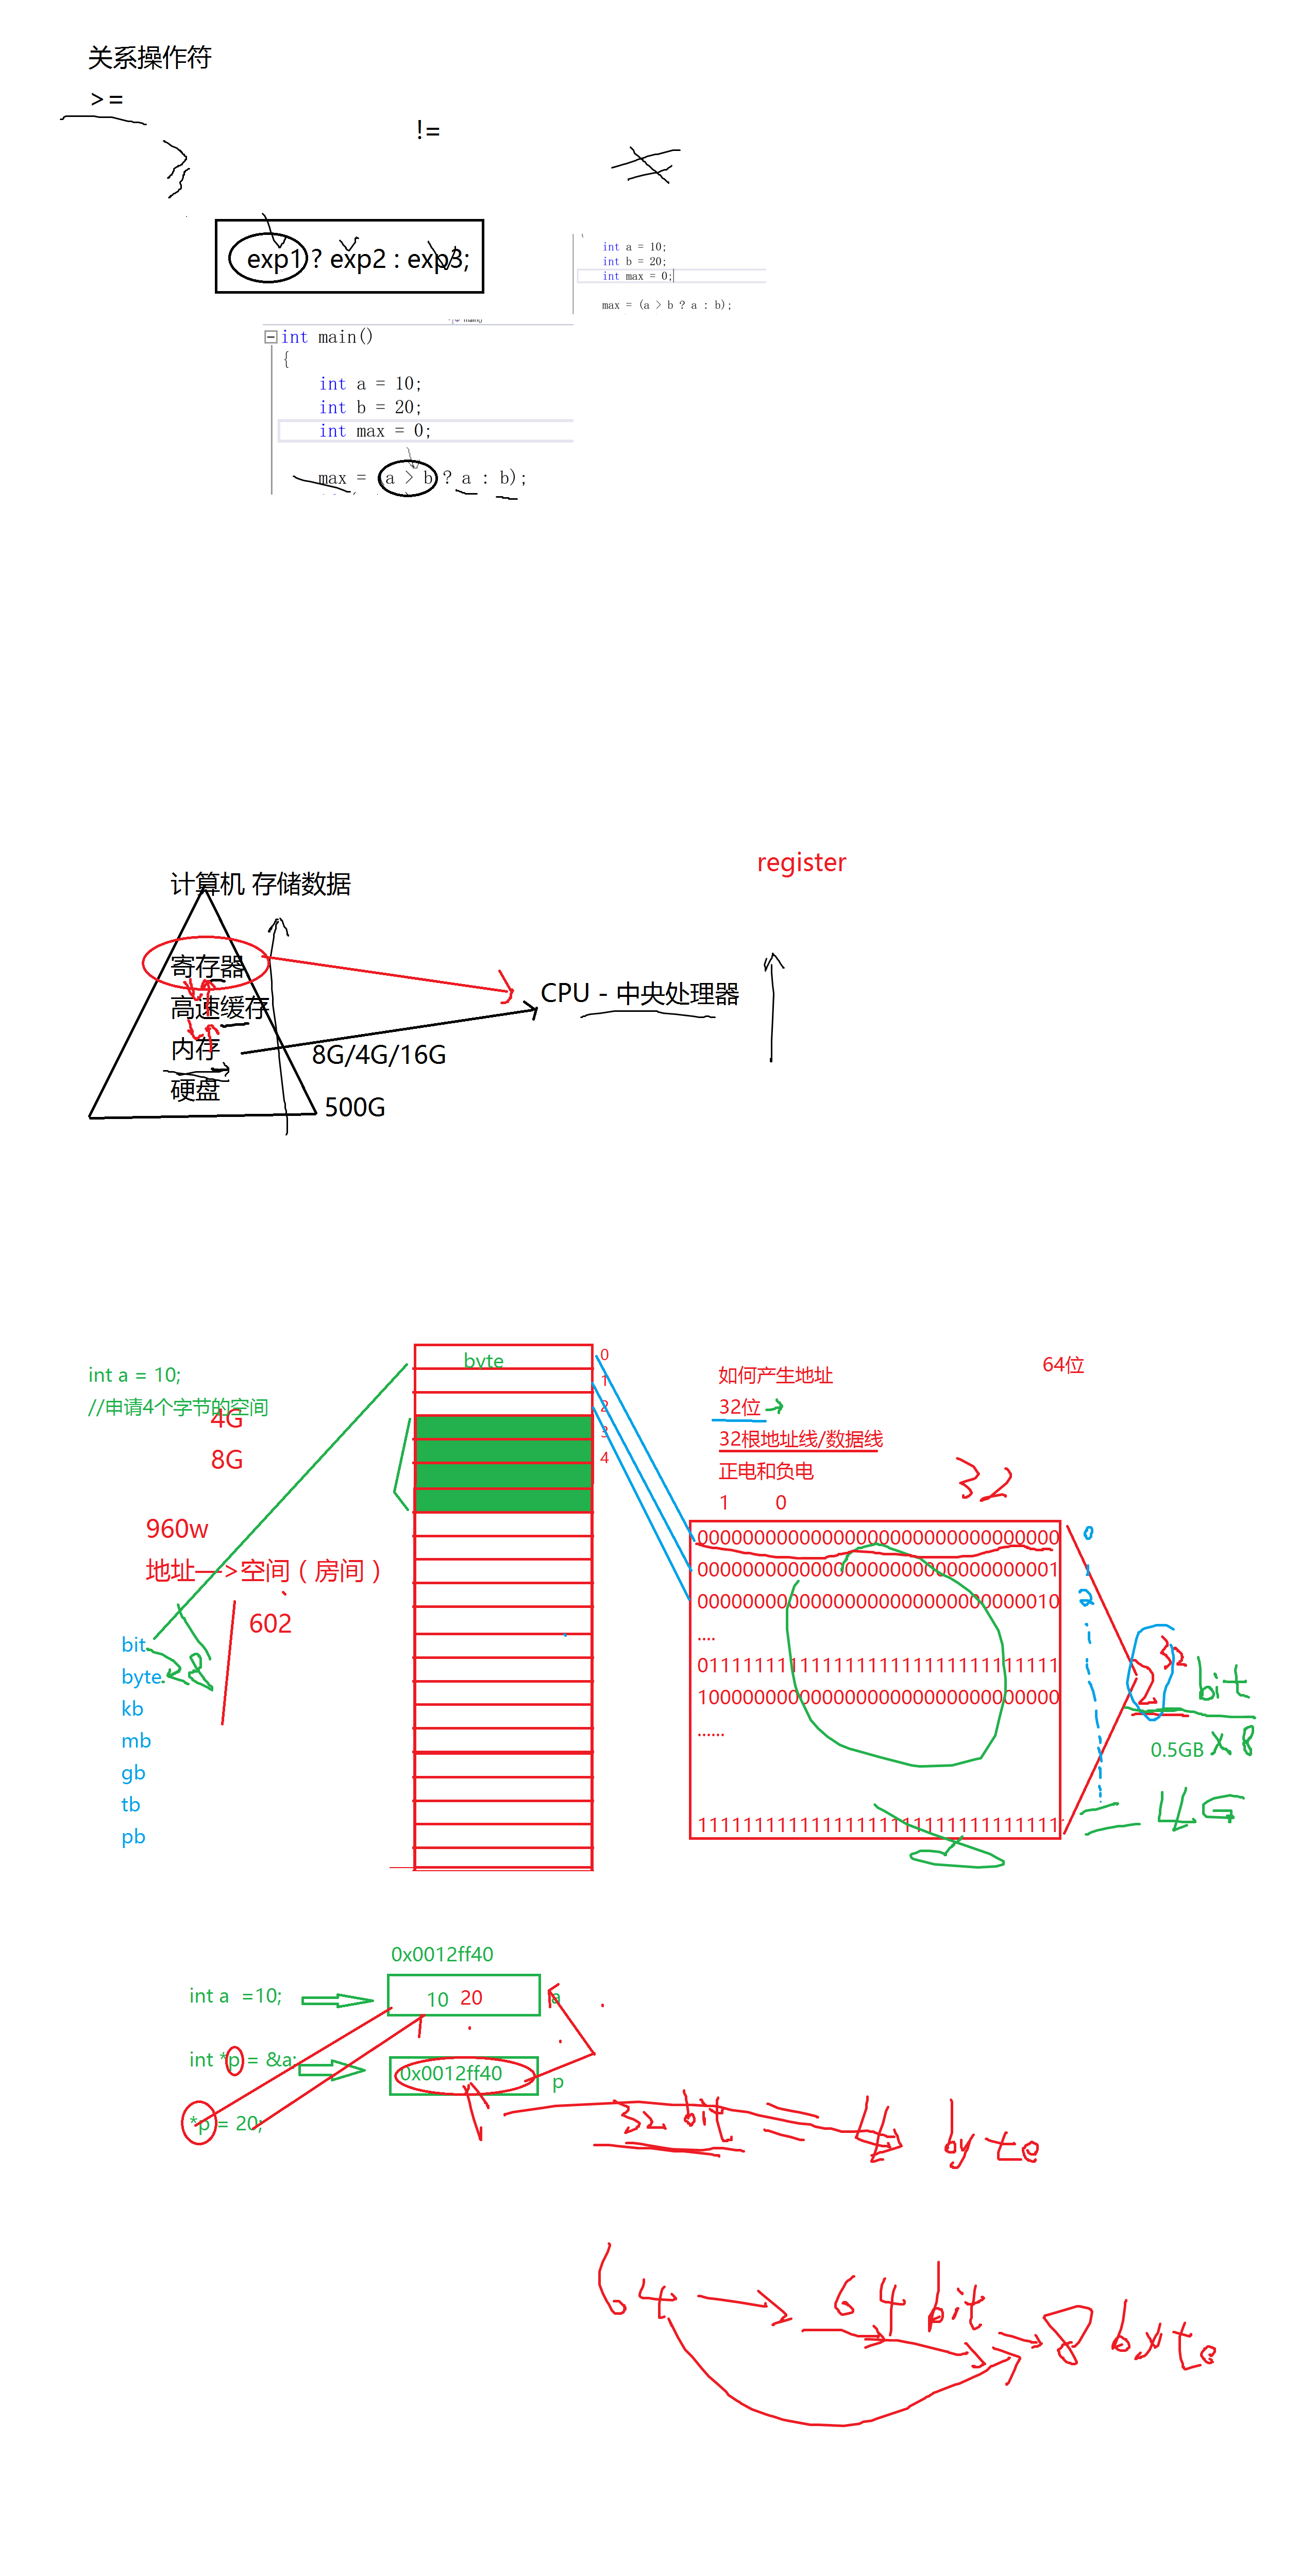 关系操作符
>=
!=
exp1 ? exp2 : exp3;
int a = 10;
int b = 20;
int max = 0;
max = (a > b ? a : b);
int main()
{
int a = 10;
int b = 20;
int max = 0;
max = (a > b ? a : b);
register
计算机 存储数据
寄存器
高速缓存
内存
硬盘
8G/4G/16G
500G
CPU - 中央处理器
int a = 10;
//申请4个字节的空间
4G
8G
960w
地址—>空间（房间）
602
bit
byte
kb
mb
gb
tb
pb
8
byte
0
1
2
3
4
如何产生地址
64位
32位
32根地址线/数据线
正电和负电
1 0
32
00000000000000000000000000000000
00000000000000000000000000000001
00000000000000000000000000000010
....
01111111111111111111111111111111
10000000000000000000000000000000
......
11111111111111111111111111111111
0
1
2
2 32 bit
0.5GB × 8
= 4G
0x0012ff40
int a =10;
10 20
a
int *p = &a;
0x0012ff40
p
*p = 20;
32 bit = 4 byte
64 → 64 bit → 8 byte